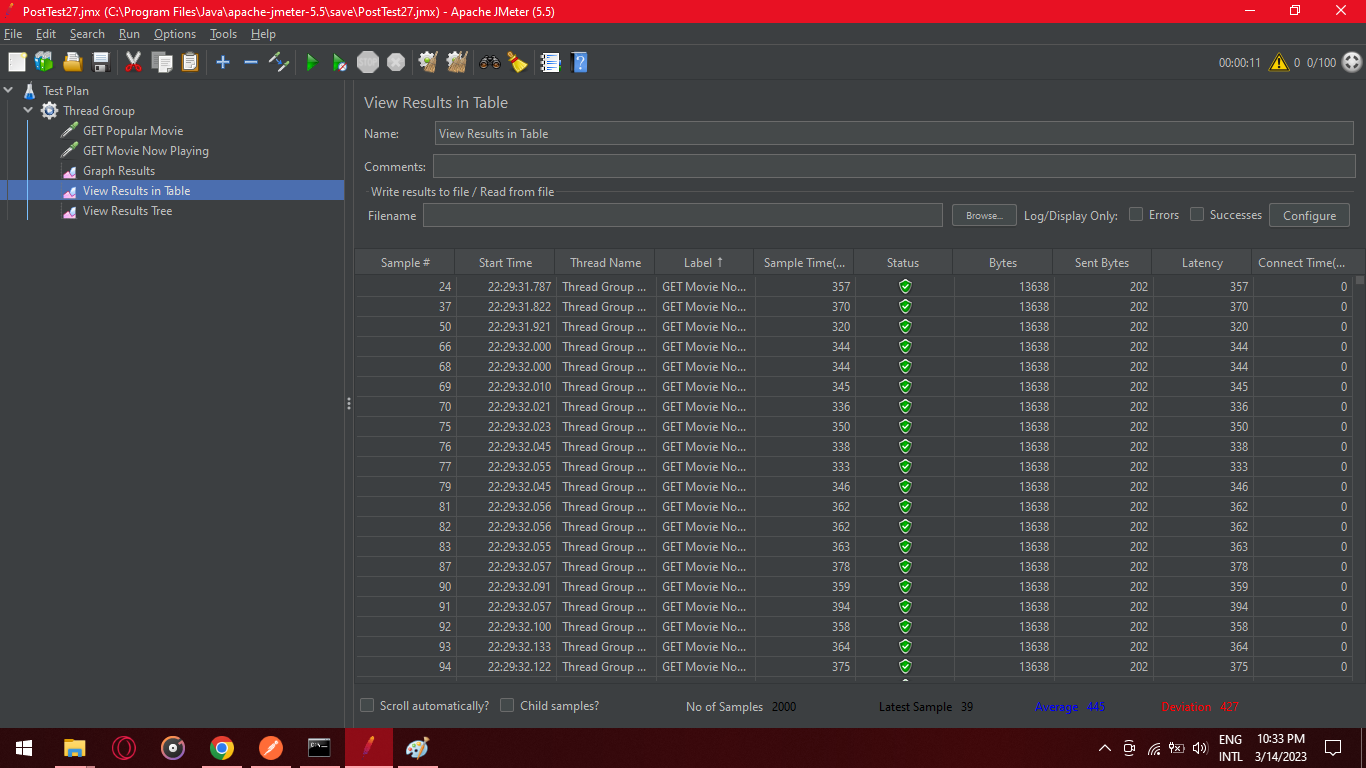 PostTest27.jmx (C:\Program Files\Java\apache-jmeter-5.5\save\PostTest27.jmx) - Apache JMeter (5.5)
File Edit Search Run Options Tools Help
STOP 00:00:11 0 0/100
Test Plan
Thread Group
GET Popular Movie
GET Movie Now Playing
Graph Results
View Results in Table
View Results Tree
View Results in Table
Name: View Results in Table
Comments:
Write results to file / Read from file
Filename Browse... Log/Display Only: Errors Successes Configure
Sample # Start Time Thread Name Label ↑ Sample Time(... Status Bytes Sent Bytes Latency Connect Time(...
24 22:29:31.787 Thread Group ... GET Movie No... 357 13638 202 357 0
37 22:29:31.822 Thread Group ... GET Movie No... 370 13638 202 370 0
50 22:29:31.921 Thread Group ... GET Movie No... 320 13638 202 320 0
66 22:29:32.000 Thread Group ... GET Movie No... 344 13638 202 344 0
68 22:29:32.000 Thread Group ... GET Movie No... 344 13638 202 344 0
69 22:29:32.010 Thread Group ... GET Movie No... 345 13638 202 345 0
70 22:29:32.021 Thread Group ... GET Movie No... 336 13638 202 336 0
75 22:29:32.023 Thread Group ... GET Movie No... 350 13638 202 350 0
76 22:29:32.045 Thread Group ... GET Movie No... 338 13638 202 338 0
77 22:29:32.055 Thread Group ... GET Movie No... 333 13638 202 333 0
79 22:29:32.045 Thread Group ... GET Movie No... 346 13638 202 346 0
81 22:29:32.056 Thread Group ... GET Movie No... 362 13638 202 362 0
82 22:29:32.056 Thread Group ... GET Movie No... 362 13638 202 362 0
83 22:29:32.055 Thread Group ... GET Movie No... 363 13638 202 363 0
87 22:29:32.057 Thread Group ... GET Movie No... 378 13638 202 378 0
90 22:29:32.091 Thread Group ... GET Movie No... 359 13638 202 359 0
91 22:29:32.057 Thread Group ... GET Movie No... 394 13638 202 394 0
92 22:29:32.100 Thread Group ... GET Movie No... 358 13638 202 358 0
93 22:29:32.133 Thread Group ... GET Movie No... 364 13638 202 364 0
94 22:29:32.122 Thread Group ... GET Movie No... 375 13638 202 375 0
Scroll automatically? Child samples? No of Samples 2000 Latest Sample 39 Average 445 Deviation 427
ENG 10:33 PM
INTL 3/14/2023